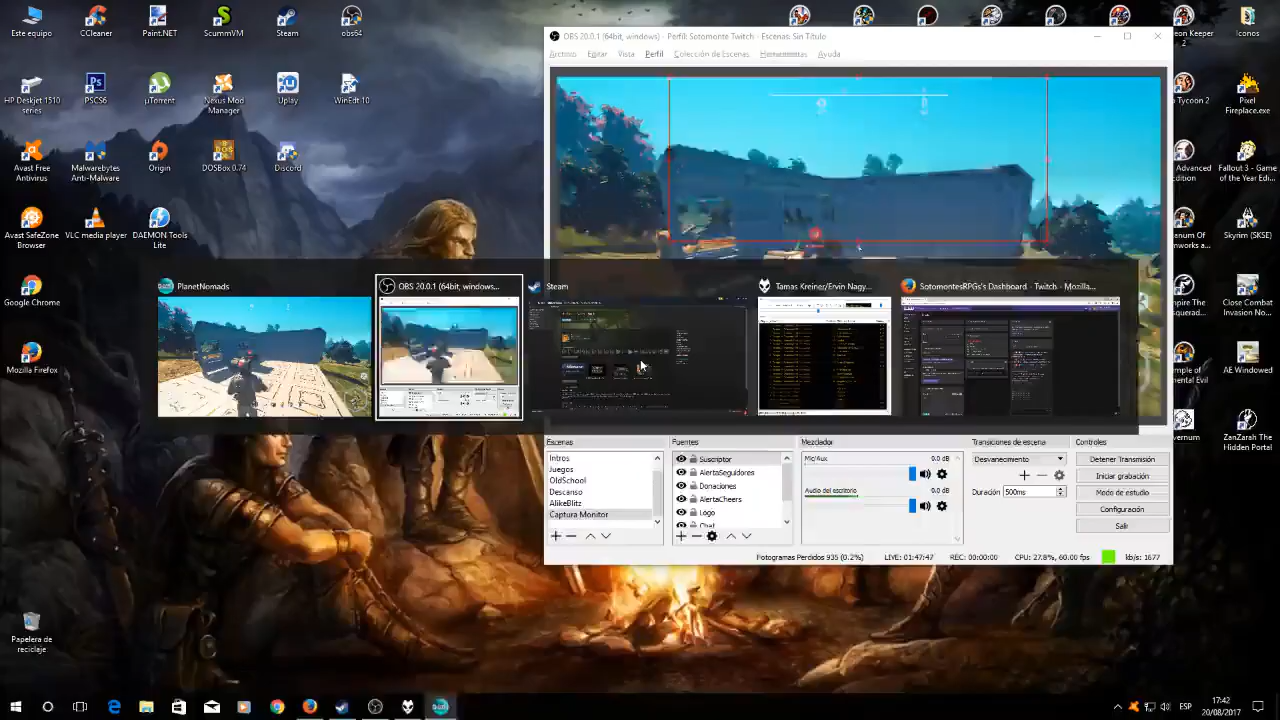 Este equipo
CCleaner
Paint.NET
ScummVM
Steam
obs64
Iconos
HP Deskjet 1510 series
PSCS6
µTorrent
Nexus Mod Manager
Uplay
WinEdt 10
Pixel Fireplace.exe
Avast Free Antivirus
Malwarebytes Anti-Malware
Origin
DOSBox 0.74
Discord
Fallout 3 - Game of the Year Edi...
Avast SafeZone Browser
VLC media player
DAEMON Tools Lite
Skyrim (SKSE)
Google Chrome
Close Combat Invasion No...
Mozilla Firefox
AE Windowed
ZanZarah The Hidden Portal
Papelera de reciclaje
OBS 20.0.1 (64bit, windows) - Perfil: Sotomonte Twitch - Escenas: Sin Título
Archivo Editar Vista Perfil Colección de Escenas Herramientas Ayuda
PlanetNomads
OBS 20.0.1 (64bit, windows...
Steam
Tamas Kreiner/Ervin Nagy...
SotomontesRPGs's Dashboard - Twitch - Mozilla...
Escenas
Intros
Juegos
OldSchool
Descanso
AlikeBlitz
Captura Monitor
Fuentes
Suscriptor
AlertaSeguidores
Donaciones
AlertaCheers
Logo
Chat
Mezclador
Mic/Aux 0.0 dB
Audio del escritorio 0.0 dB
Transiciones de escena
Desvanecimiento
Duración 500ms
Controles
Detener Transmisión
Iniciar grabación
Modo de estudio
Configuración
Salir
Fotogramas Perdidos 935 (0.2%) LIVE: 01:47:47 REC: 00:00:00 CPU: 27.8%, 60.00 fps kb/s: 1677
ESP
17:42
20/08/2017